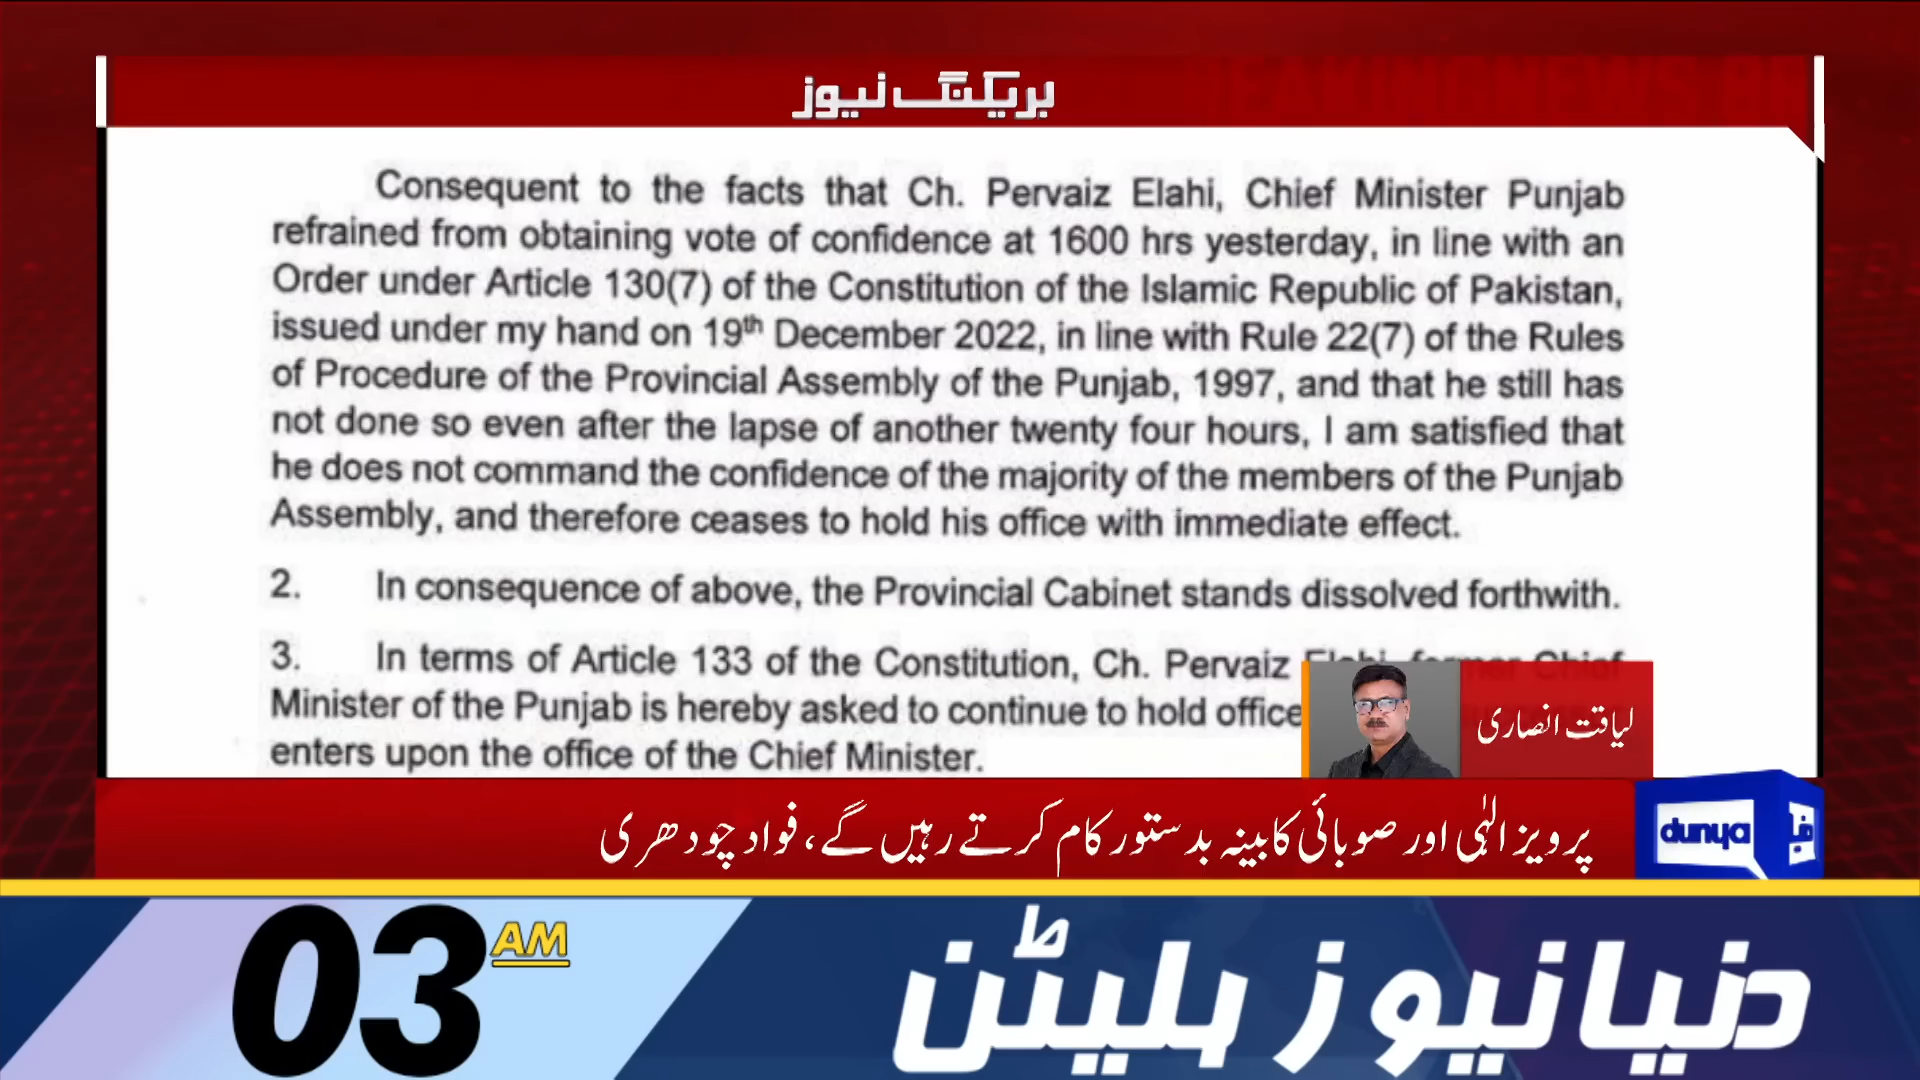 بریکنگ نیوز
Consequent to the facts that Ch. Pervaiz Elahi, Chief Minister Punjab
refrained from obtaining vote of confidence at 1600 hrs yesterday, in line with an
Order under Article 130(7) of the Constitution of the Islamic Republic of Pakistan,
issued under my hand on 19th December 2022, in line with Rule 22(7) of the Rules
of Procedure of the Provincial Assembly of the Punjab, 1997, and that he still has
not done so even after the lapse of another twenty four hours, I am satisfied that
he does not command the confidence of the majority of the members of the Punjab
Assembly, and therefore ceases to hold his office with immediate effect.
2. In consequence of above, the Provincial Cabinet stands dissolved forthwith.
3. In terms of Article 133 of the Constitution, Ch. Pervaiz Elahi, former Chief
Minister of the Punjab is hereby asked to continue to hold office
enters upon the office of the Chief Minister.
لیاقت انصاری
پرویز الٰہی اور صوبائی کابینہ بدستور کام کرتے رہیں گے، فواد چودھری
dunya دنیا
03 AM
دنیا نیوز بلیٹن